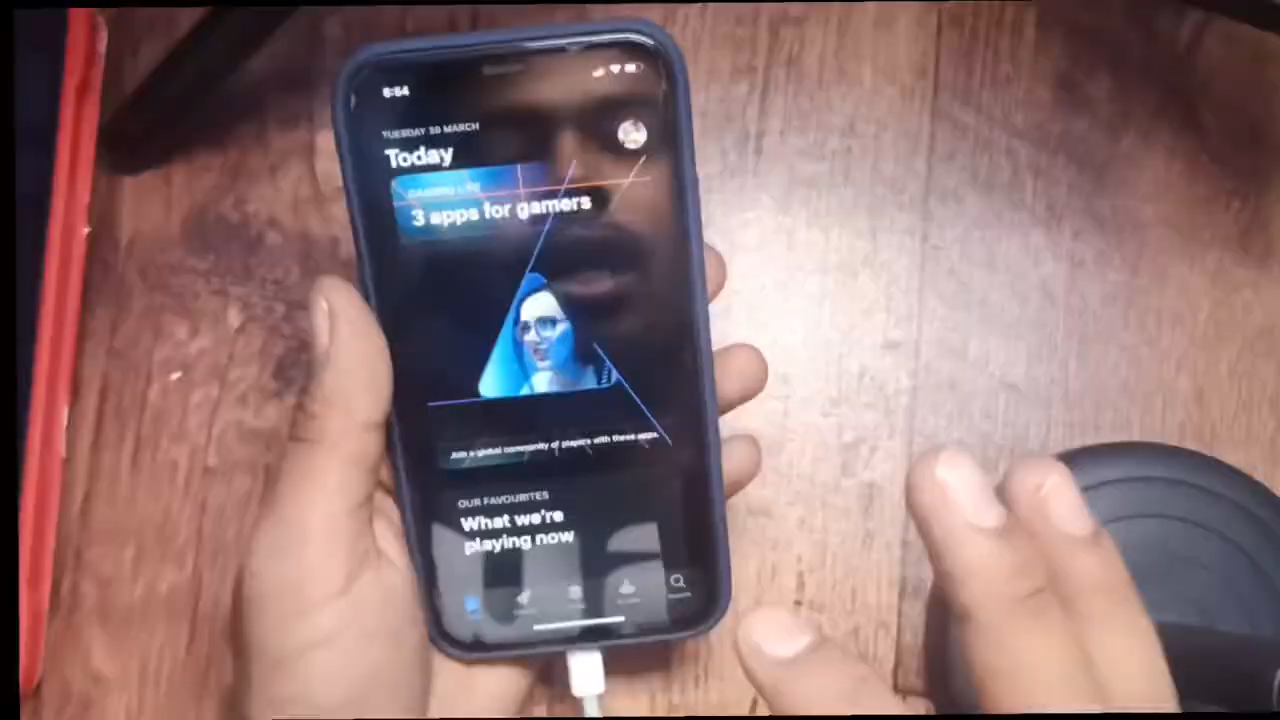 6:54
TUESDAY 30 MARCH
Today
3 apps for gamers
Join a global community of players with these apps.
OUR FAVOURITES
What we're
playing now